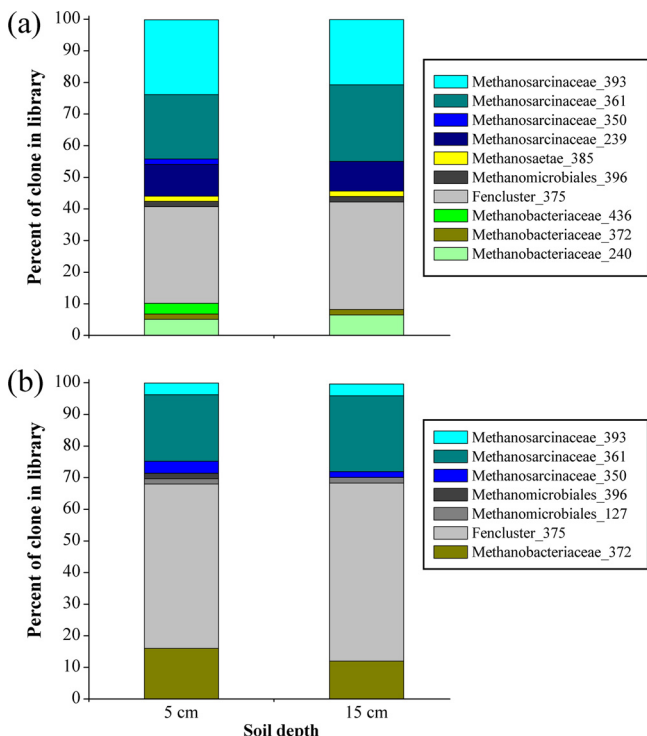 (a)
Percent of clone in library
100
90
80
70
60
50
40
30
20
10
0
Methanosarcinaceae_393
Methanosarcinaceae_361
Methanosarcinaceae_350
Methanosarcinaceae_239
Methanosaetae_385
Methanomicrobiales_396
Fencluster_375
Methanobacteriaceae_436
Methanobacteriaceae_372
Methanobacteriaceae_240
(b)
Percent of clone in library
100
90
80
70
60
50
40
30
20
10
0
Methanosarcinaceae_393
Methanosarcinaceae_361
Methanosarcinaceae_350
Methanomicrobiales_396
Methanomicrobiales_127
Fencluster_375
Methanobacteriaceae_372
5 cm
15 cm
Soil depth